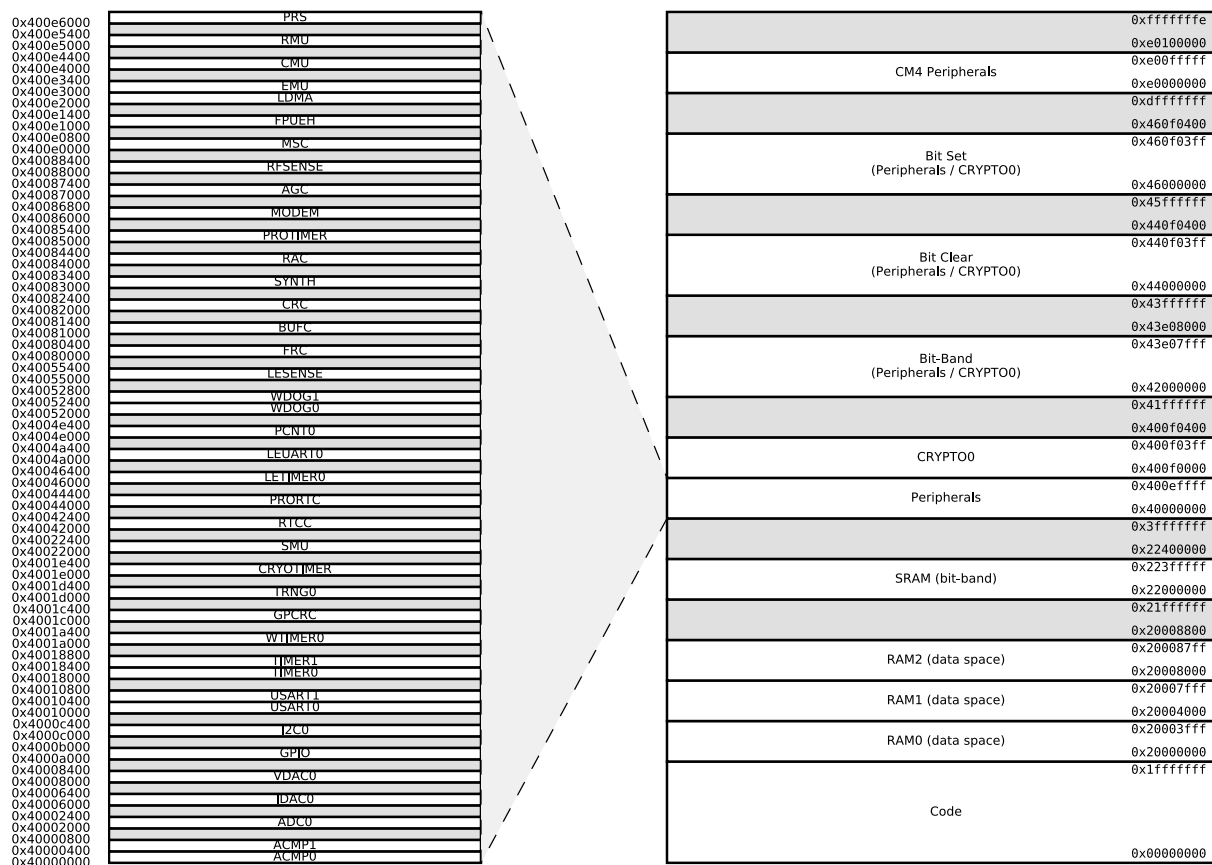 0x400e6000
0x400e5400
0x400e5000
0x400e4400
0x400e4000
0x400e3400
0x400e3000
0x400e2000
0x400e1400
0x400e1000
0x400e0800
0x400e0000
0x40088400
0x40088000
0x40087400
0x40087000
0x40086800
0x40086000
0x40085400
0x40085000
0x40084400
0x40084000
0x40083400
0x40083000
0x40082400
0x40082000
0x40081400
0x40081000
0x40080400
0x40080000
0x40055400
0x40055000
0x40052800
0x40052400
0x40052000
0x4004e400
0x4004e000
0x4004a400
0x4004a000
0x40046400
0x40046000
0x40044400
0x40044000
0x40042400
0x40042000
0x40022400
0x40022000
0x4001e400
0x4001e000
0x4001d400
0x4001d000
0x4001c400
0x4001c000
0x4001a400
0x4001a000
0x40018800
0x40018400
0x40018000
0x40010800
0x40010400
0x40010000
0x4000c400
0x4000c000
0x4000b000
0x4000a000
0x40008400
0x40008000
0x40006400
0x40006000
0x40002400
0x40002000
0x40000800
0x40000400
0x40000000
PRS
RMU
CMU
EMU
LDMA
FPUEH
MSC
RFSENSE
AGC
MODEM
PROTIMER
RAC
SYNTH
CRC
BUFC
FRC
LESENSE
WDOG1
WDOG0
PCNT0
LEUART0
LETIMER0
PRORTC
RTCC
SMU
CRYOTIMER
TRNG0
GPCRC
WTIMER0
TIMER1
TIMER0
USART1
USART0
I2C0
GPIO
VDAC0
IDAC0
ADC0
ACMP1
ACMP0
0xfffffffe
0xe0100000
0xe00fffff
CM4 Peripherals
0xe0000000
0xdfffffff
0x460f0400
0x460f03ff
Bit Set
(Peripherals / CRYPTO0)
0x46000000
0x45ffffff
0x440f0400
0x440f03ff
Bit Clear
(Peripherals / CRYPTO0)
0x44000000
0x43ffffff
0x43e08000
0x43e07fff
Bit-Band
(Peripherals / CRYPTO0)
0x42000000
0x41ffffff
0x400f0400
0x400f03ff
CRYPTO0
0x400f0000
0x400effff
Peripherals
0x40000000
0x3fffffff
0x22400000
0x223fffff
SRAM (bit-band)
0x22000000
0x21ffffff
0x20008800
0x200087ff
RAM2 (data space)
0x20008000
0x20007fff
RAM1 (data space)
0x20004000
0x20003fff
RAM0 (data space)
0x20000000
0x1fffffff
Code
0x00000000